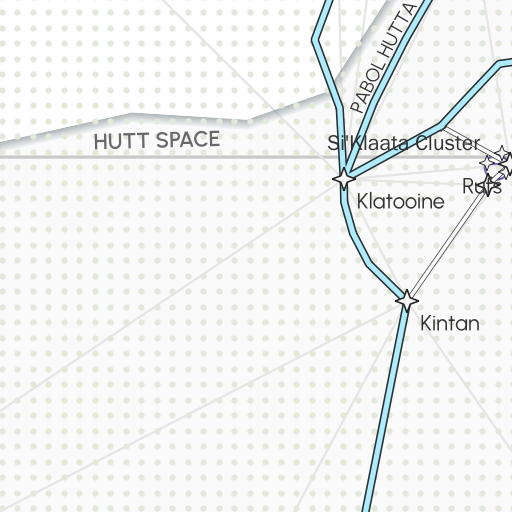 PABOL HUTTA
HUTT SPACE
Si'Klaata Cluster
Klatooine
Kintan